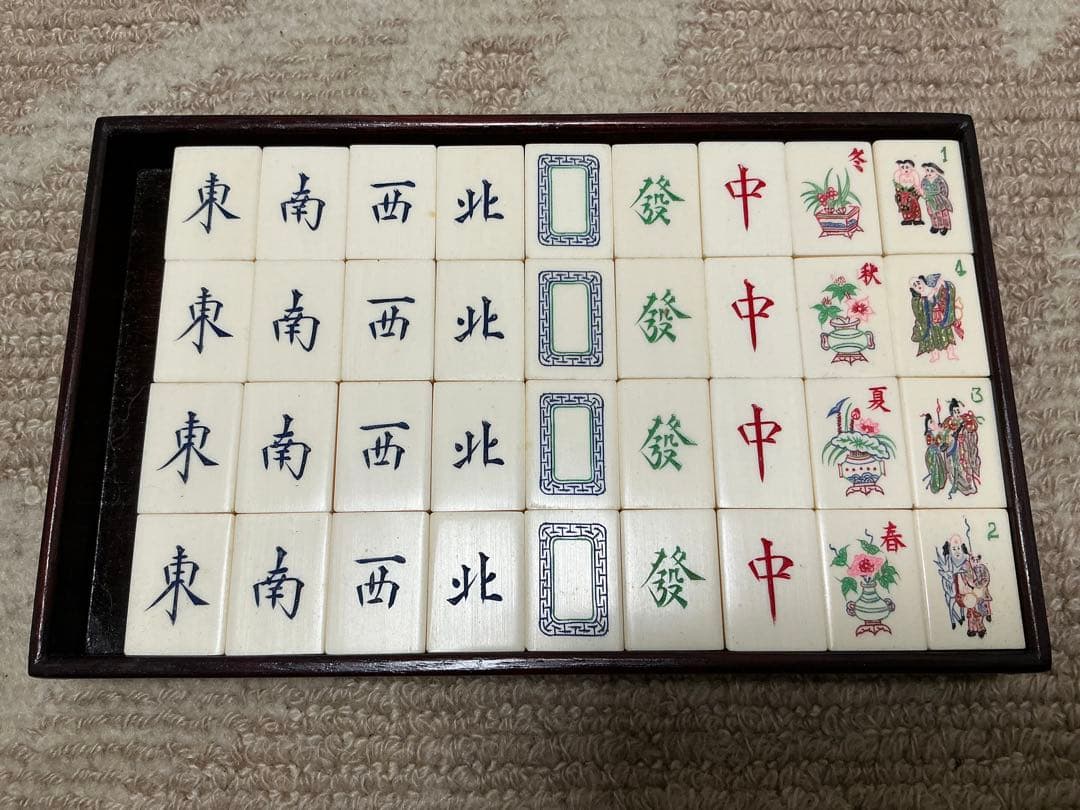 東 南 西 北 發 中 冬 1
東 南 西 北 發 中 秋 4
東 南 西 北 發 中 夏 3
東 南 西 北 發 中 春 2